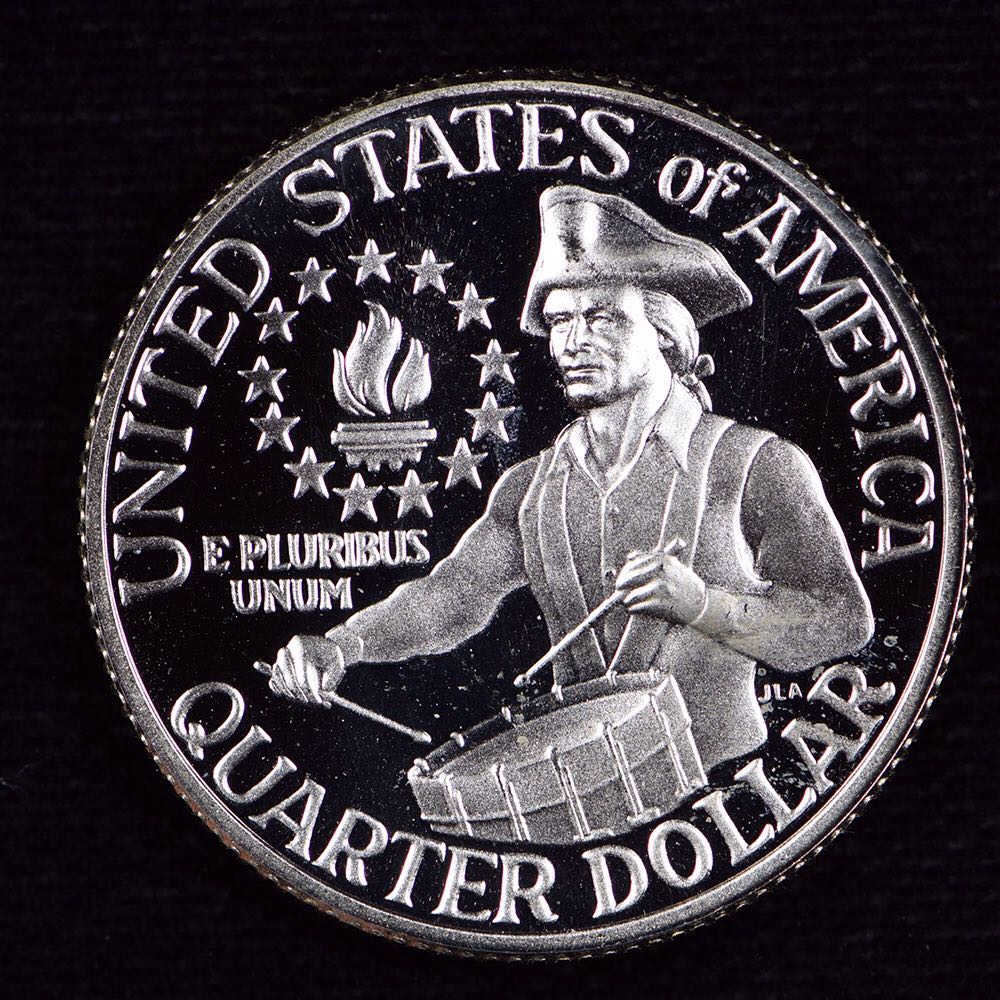 UNITED STATES Of AMERICA
E PLURIBUS
UNUM
JLA
QUARTER DOLLAR